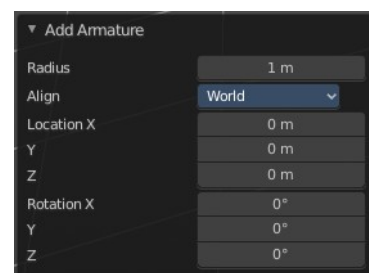 Add Armature
Radius 1 m
Align World
Location X 0 m
Y 0 m
Z 0 m
Rotation X 0°
Y 0°
Z 0°